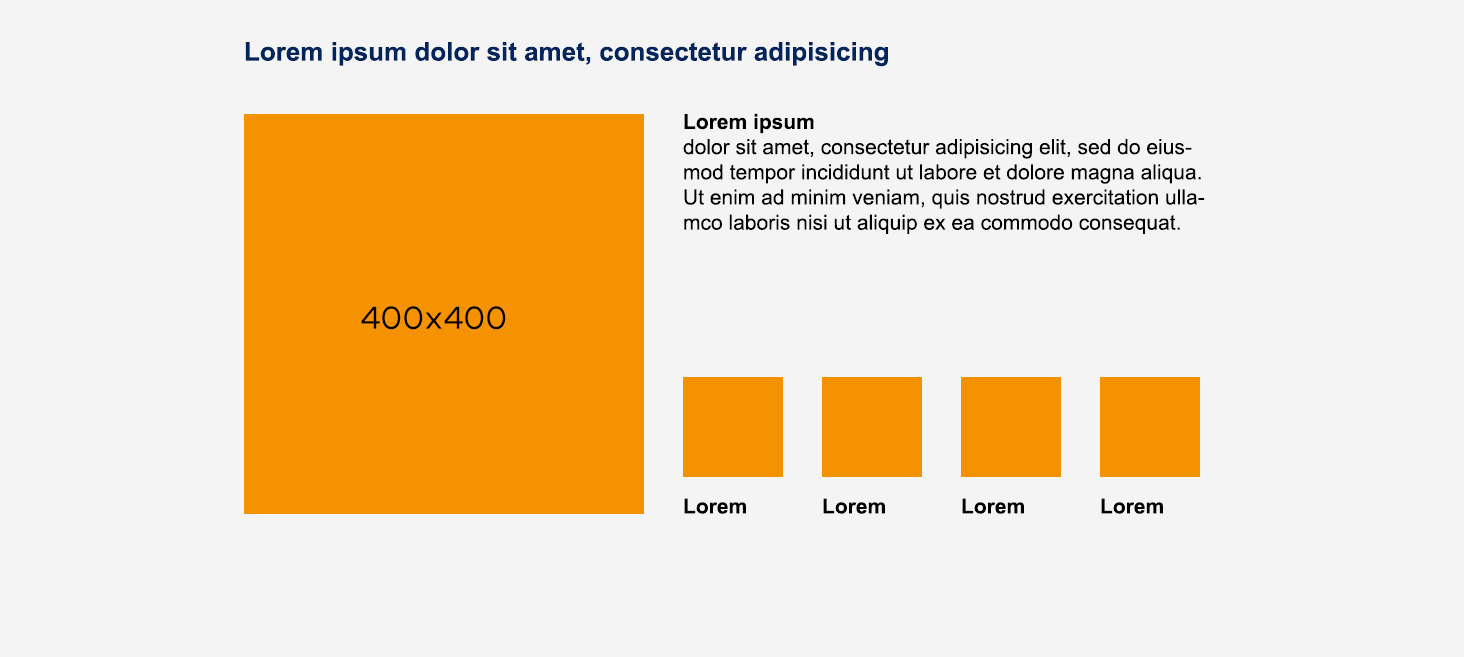 Lorem ipsum dolor sit amet, consectetur adipisicing
400x400
Lorem ipsum
dolor sit amet, consectetur adipisicing elit, sed do eius-
mod tempor incididunt ut labore et dolore magna aliqua.
Ut enim ad minim veniam, quis nostrud exercitation ulla-
mco laboris nisi ut aliquip ex ea commodo consequat.
Lorem Lorem Lorem Lorem